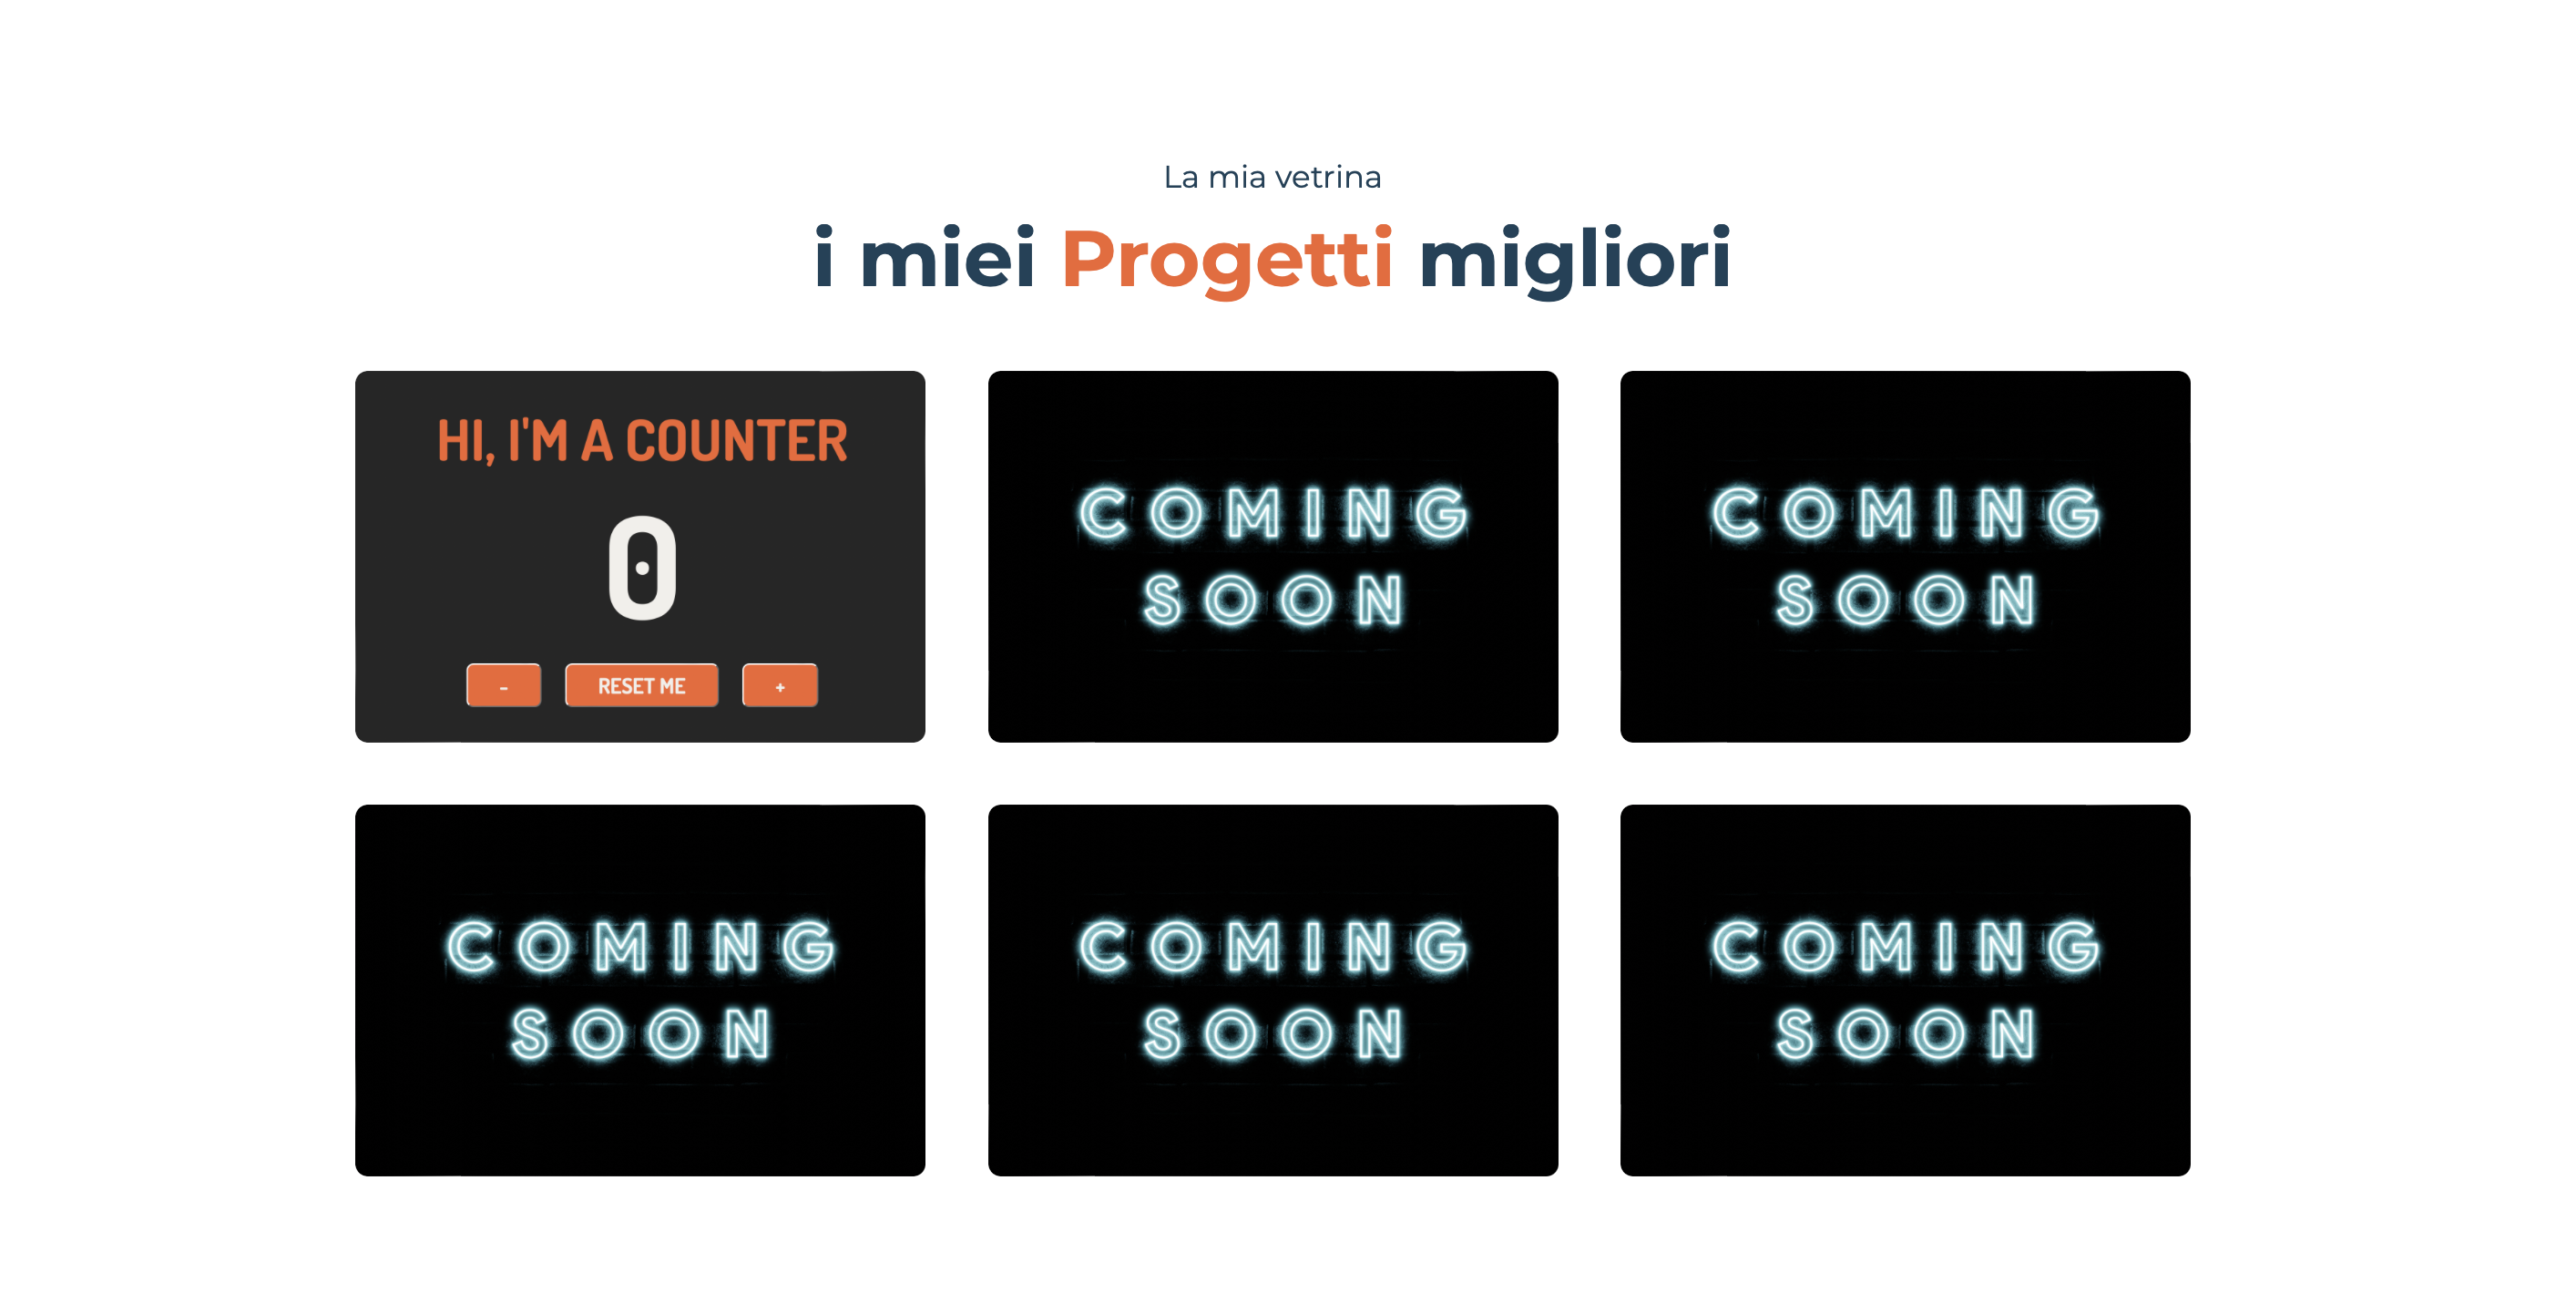 La mia vetrina
i miei Progetti migliori
HI, I'M A COUNTER
0
- RESET ME +
COMING
SOON
COMING
SOON
COMING
SOON
COMING
SOON
COMING
SOON